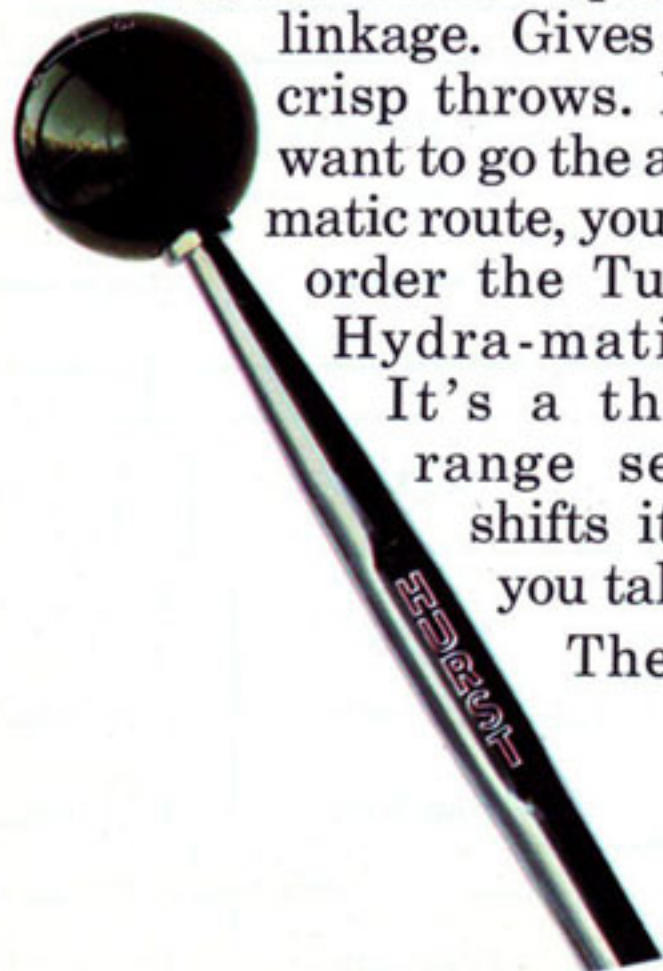 linkage. Gives
crisp throws.
want to go the a
matic route, you
order the Tu
Hydra-mati
It's a th
range se
shifts it
you tal
The
HURST